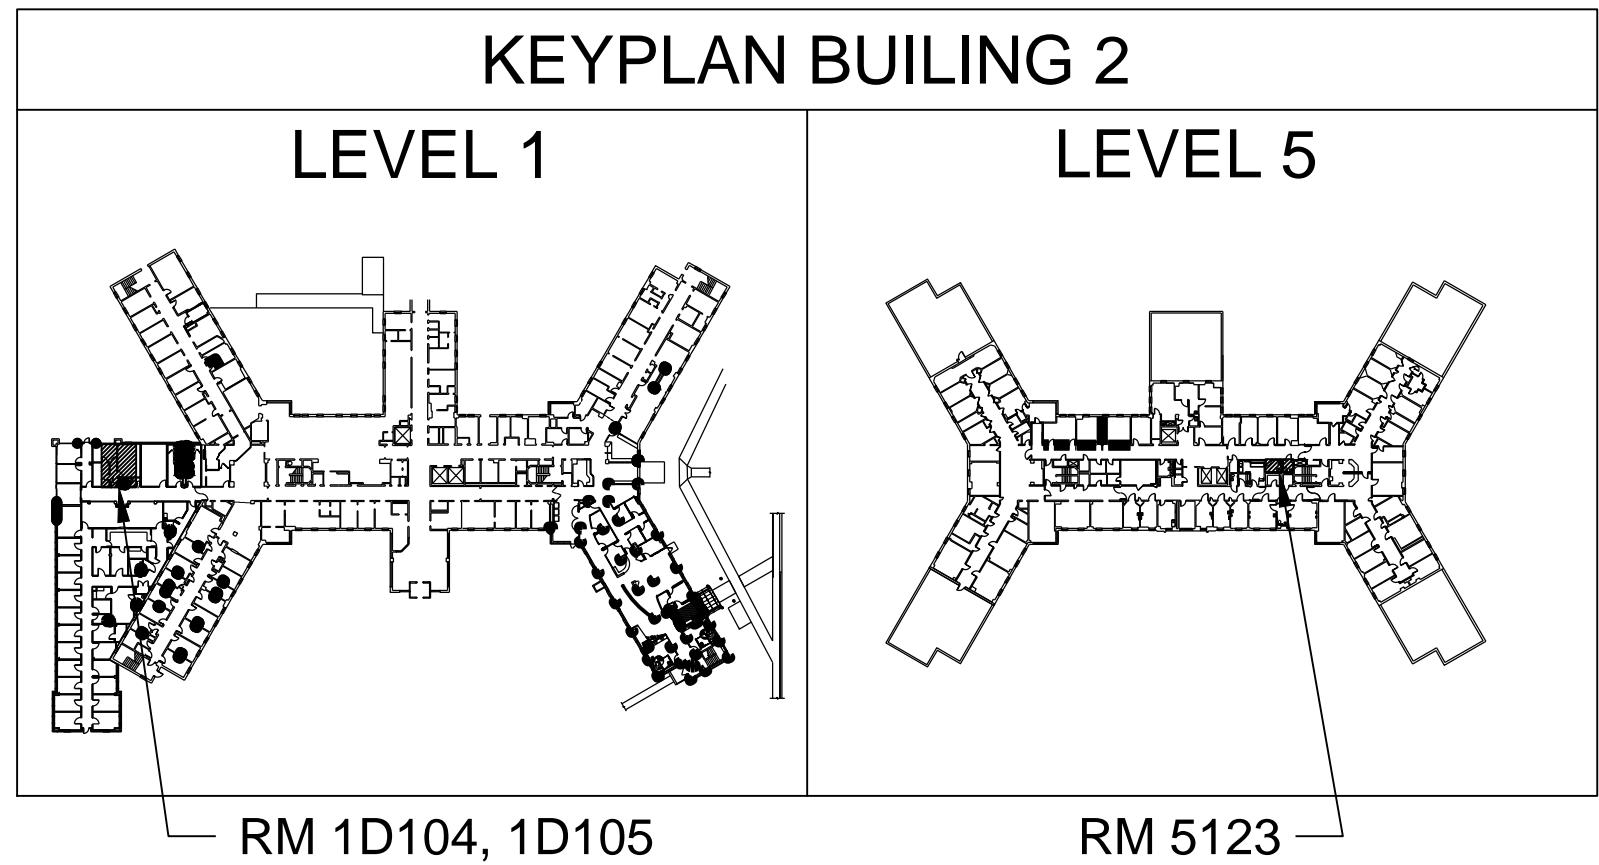 KEYPLAN BUILING 2
LEVEL 1
LEVEL 5
RM 1D104, 1D105
RM 5123